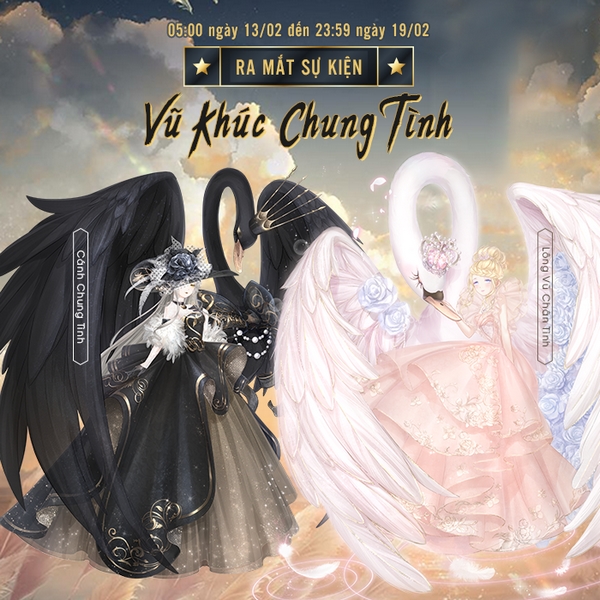 05:00 ngày 13/02 đến 23:59 ngày 19/02
RA MẮT SỰ KIỆN
Vũ Khúc Chung Tình
Cánh Chung Tình
Lông Vũ Chân Tình